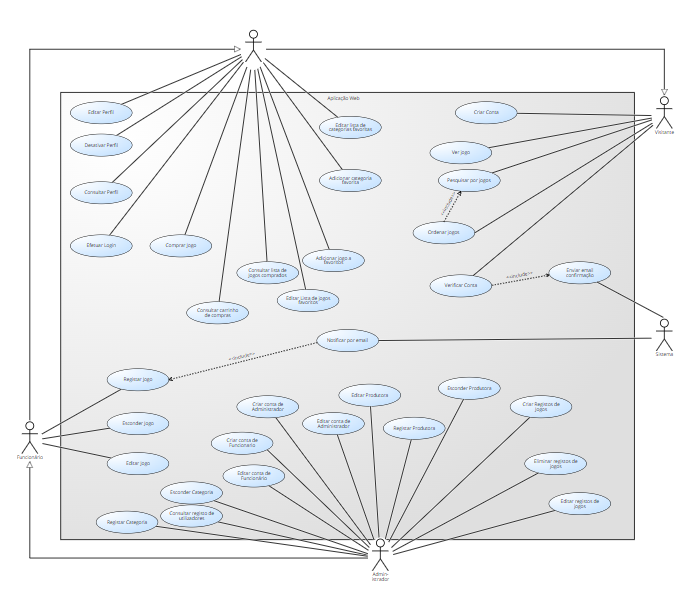 Aplicação Web
Editar Perfil
Desativar Perfil
Consultar Perfil
Efetuar Login
Comprar jogo
Consultar carrinho
de compras
Consultar lista de
jogos comprados
Editar Lista de jogos
favoritos
Adicionar jogo a
favoritos
Adicionar categoria
favorita
Editar lista de
categorias favoritas
Criar Conta
Ver jogo
Pesquisar por jogos
<<include>>
Ordenar jogos
Verificar Conta
<<include>>
Enviar email
confirmação
Visitante
Sistema
Notificar por email
<<include>>
Registar jogo
Esconder jogo
Editar jogo
Funcionário
Criar conta de
Administrador
Editar conta de
Administrador
Editar Produtora
Registar Produtora
Esconder Produtora
Criar Registos de
jogos
Criar conta de
Funcionario
Editar conta de
Funcionário
Eliminar registos de
jogos
Editar registos de
jogos
Esconder Categoria
Consultar registo de
utilizadores
Registar Categoria
Admin-
istrador